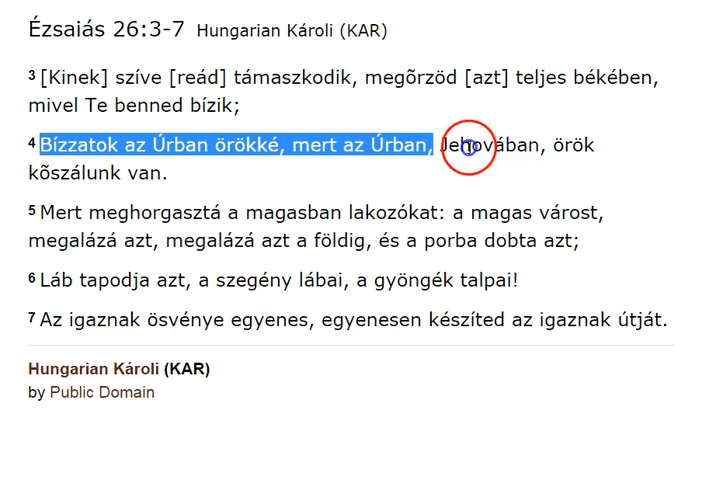 Ézsaiás 26:3-7 Hungarian Károli (KAR)
3 [Kinek] szíve [reád] támaszkodik, megõrzöd [azt] teljes békében,
mivel Te benned bízik;
4 Bízzatok az Úrban örökké, mert az Úrban, Jehovában, örök
kõszálunk van.
5 Mert meghorgasztá a magasban lakozókat: a magas várost,
megalázá azt, megalázá azt a földig, és a porba dobta azt;
6 Láb tapodja azt, a szegény lábai, a gyöngék talpai!
7 Az igaznak ösvénye egyenes, egyenesen készíted az igaznak útját.
Hungarian Károli (KAR)
by Public Domain